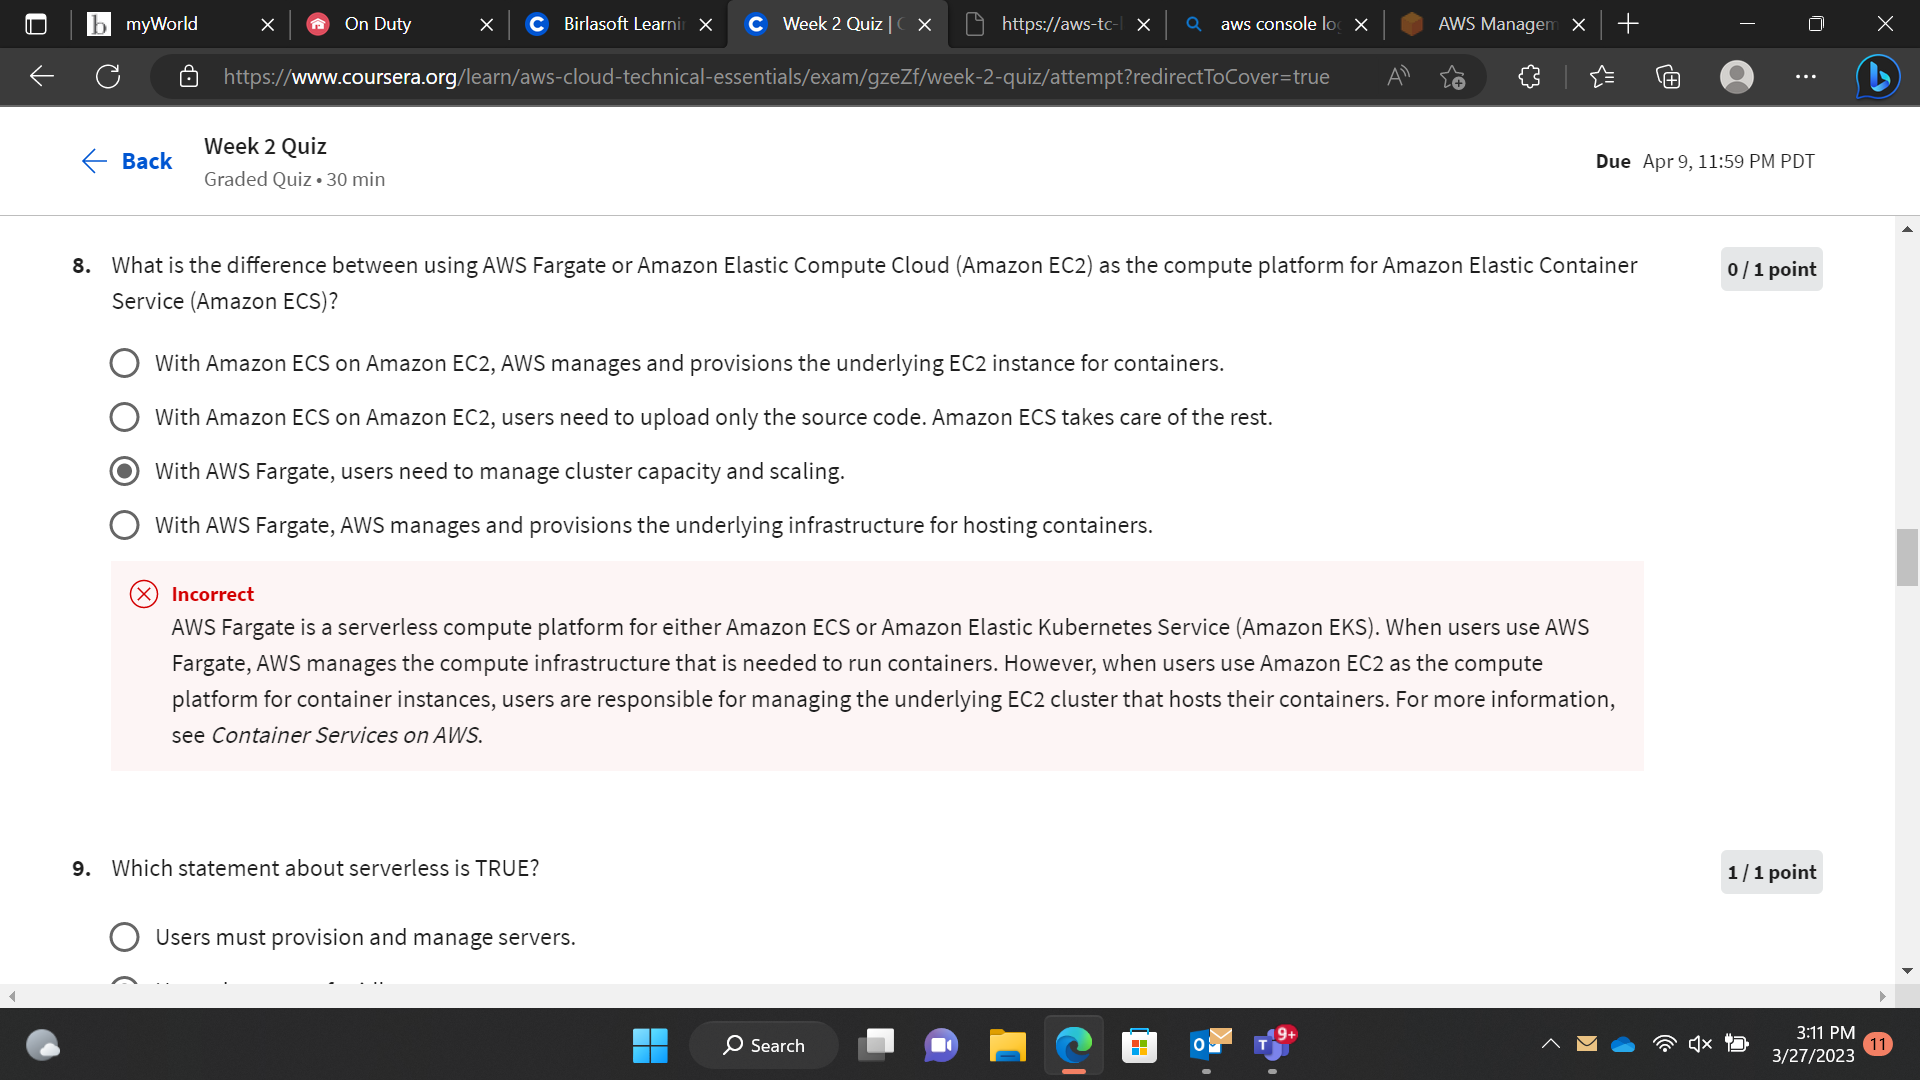 myWorld
On Duty
Birlasoft Learni
Week 2 Quiz |
https://aws-tc-
aws console lo
AWS Managem
https://www.coursera.org/learn/aws-cloud-technical-essentials/exam/gzeZf/week-2-quiz/attempt?redirectToCover=true
Back
Week 2 Quiz
Graded Quiz • 30 min
Due Apr 9, 11:59 PM PDT
8. What is the difference between using AWS Fargate or Amazon Elastic Compute Cloud (Amazon EC2) as the compute platform for Amazon Elastic Container
Service (Amazon ECS)?
0 / 1 point
With Amazon ECS on Amazon EC2, AWS manages and provisions the underlying EC2 instance for containers.
With Amazon ECS on Amazon EC2, users need to upload only the source code. Amazon ECS takes care of the rest.
With AWS Fargate, users need to manage cluster capacity and scaling.
With AWS Fargate, AWS manages and provisions the underlying infrastructure for hosting containers.
Incorrect
AWS Fargate is a serverless compute platform for either Amazon ECS or Amazon Elastic Kubernetes Service (Amazon EKS). When users use AWS
Fargate, AWS manages the compute infrastructure that is needed to run containers. However, when users use Amazon EC2 as the compute
platform for container instances, users are responsible for managing the underlying EC2 cluster that hosts their containers. For more information,
see Container Services on AWS.
9. Which statement about serverless is TRUE?
1 / 1 point
Users must provision and manage servers.
Search
9+
3:11 PM
3/27/2023
11